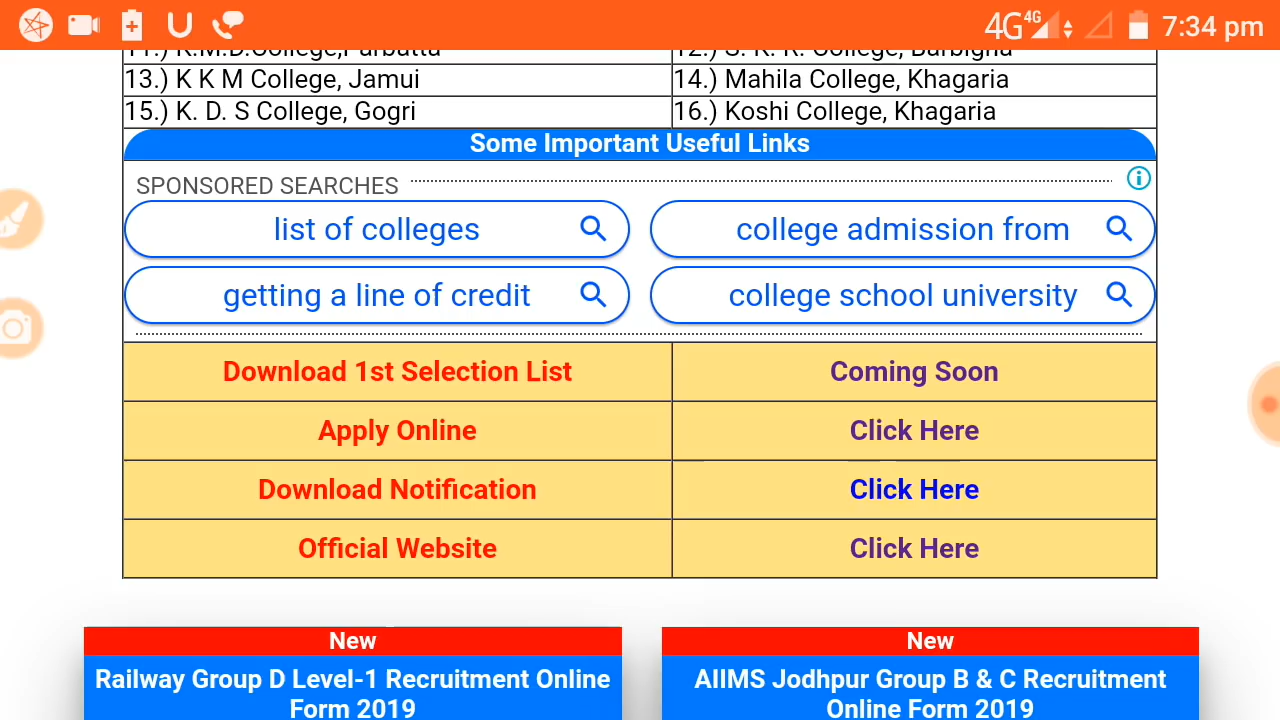 4G 4G 7:34 pm
13.) K K M College, Jamui 14.) Mahila College, Khagaria
15.) K. D. S College, Gogri 16.) Koshi College, Khagaria
Some Important Useful Links
SPONSORED SEARCHES
list of colleges college admission from
getting a line of credit college school university
Download 1st Selection List Coming Soon
Apply Online Click Here
Download Notification Click Here
Official Website Click Here
New New
Railway Group D Level-1 Recruitment Online AIIMS Jodhpur Group B & C Recruitment
Form 2019 Online Form 2019